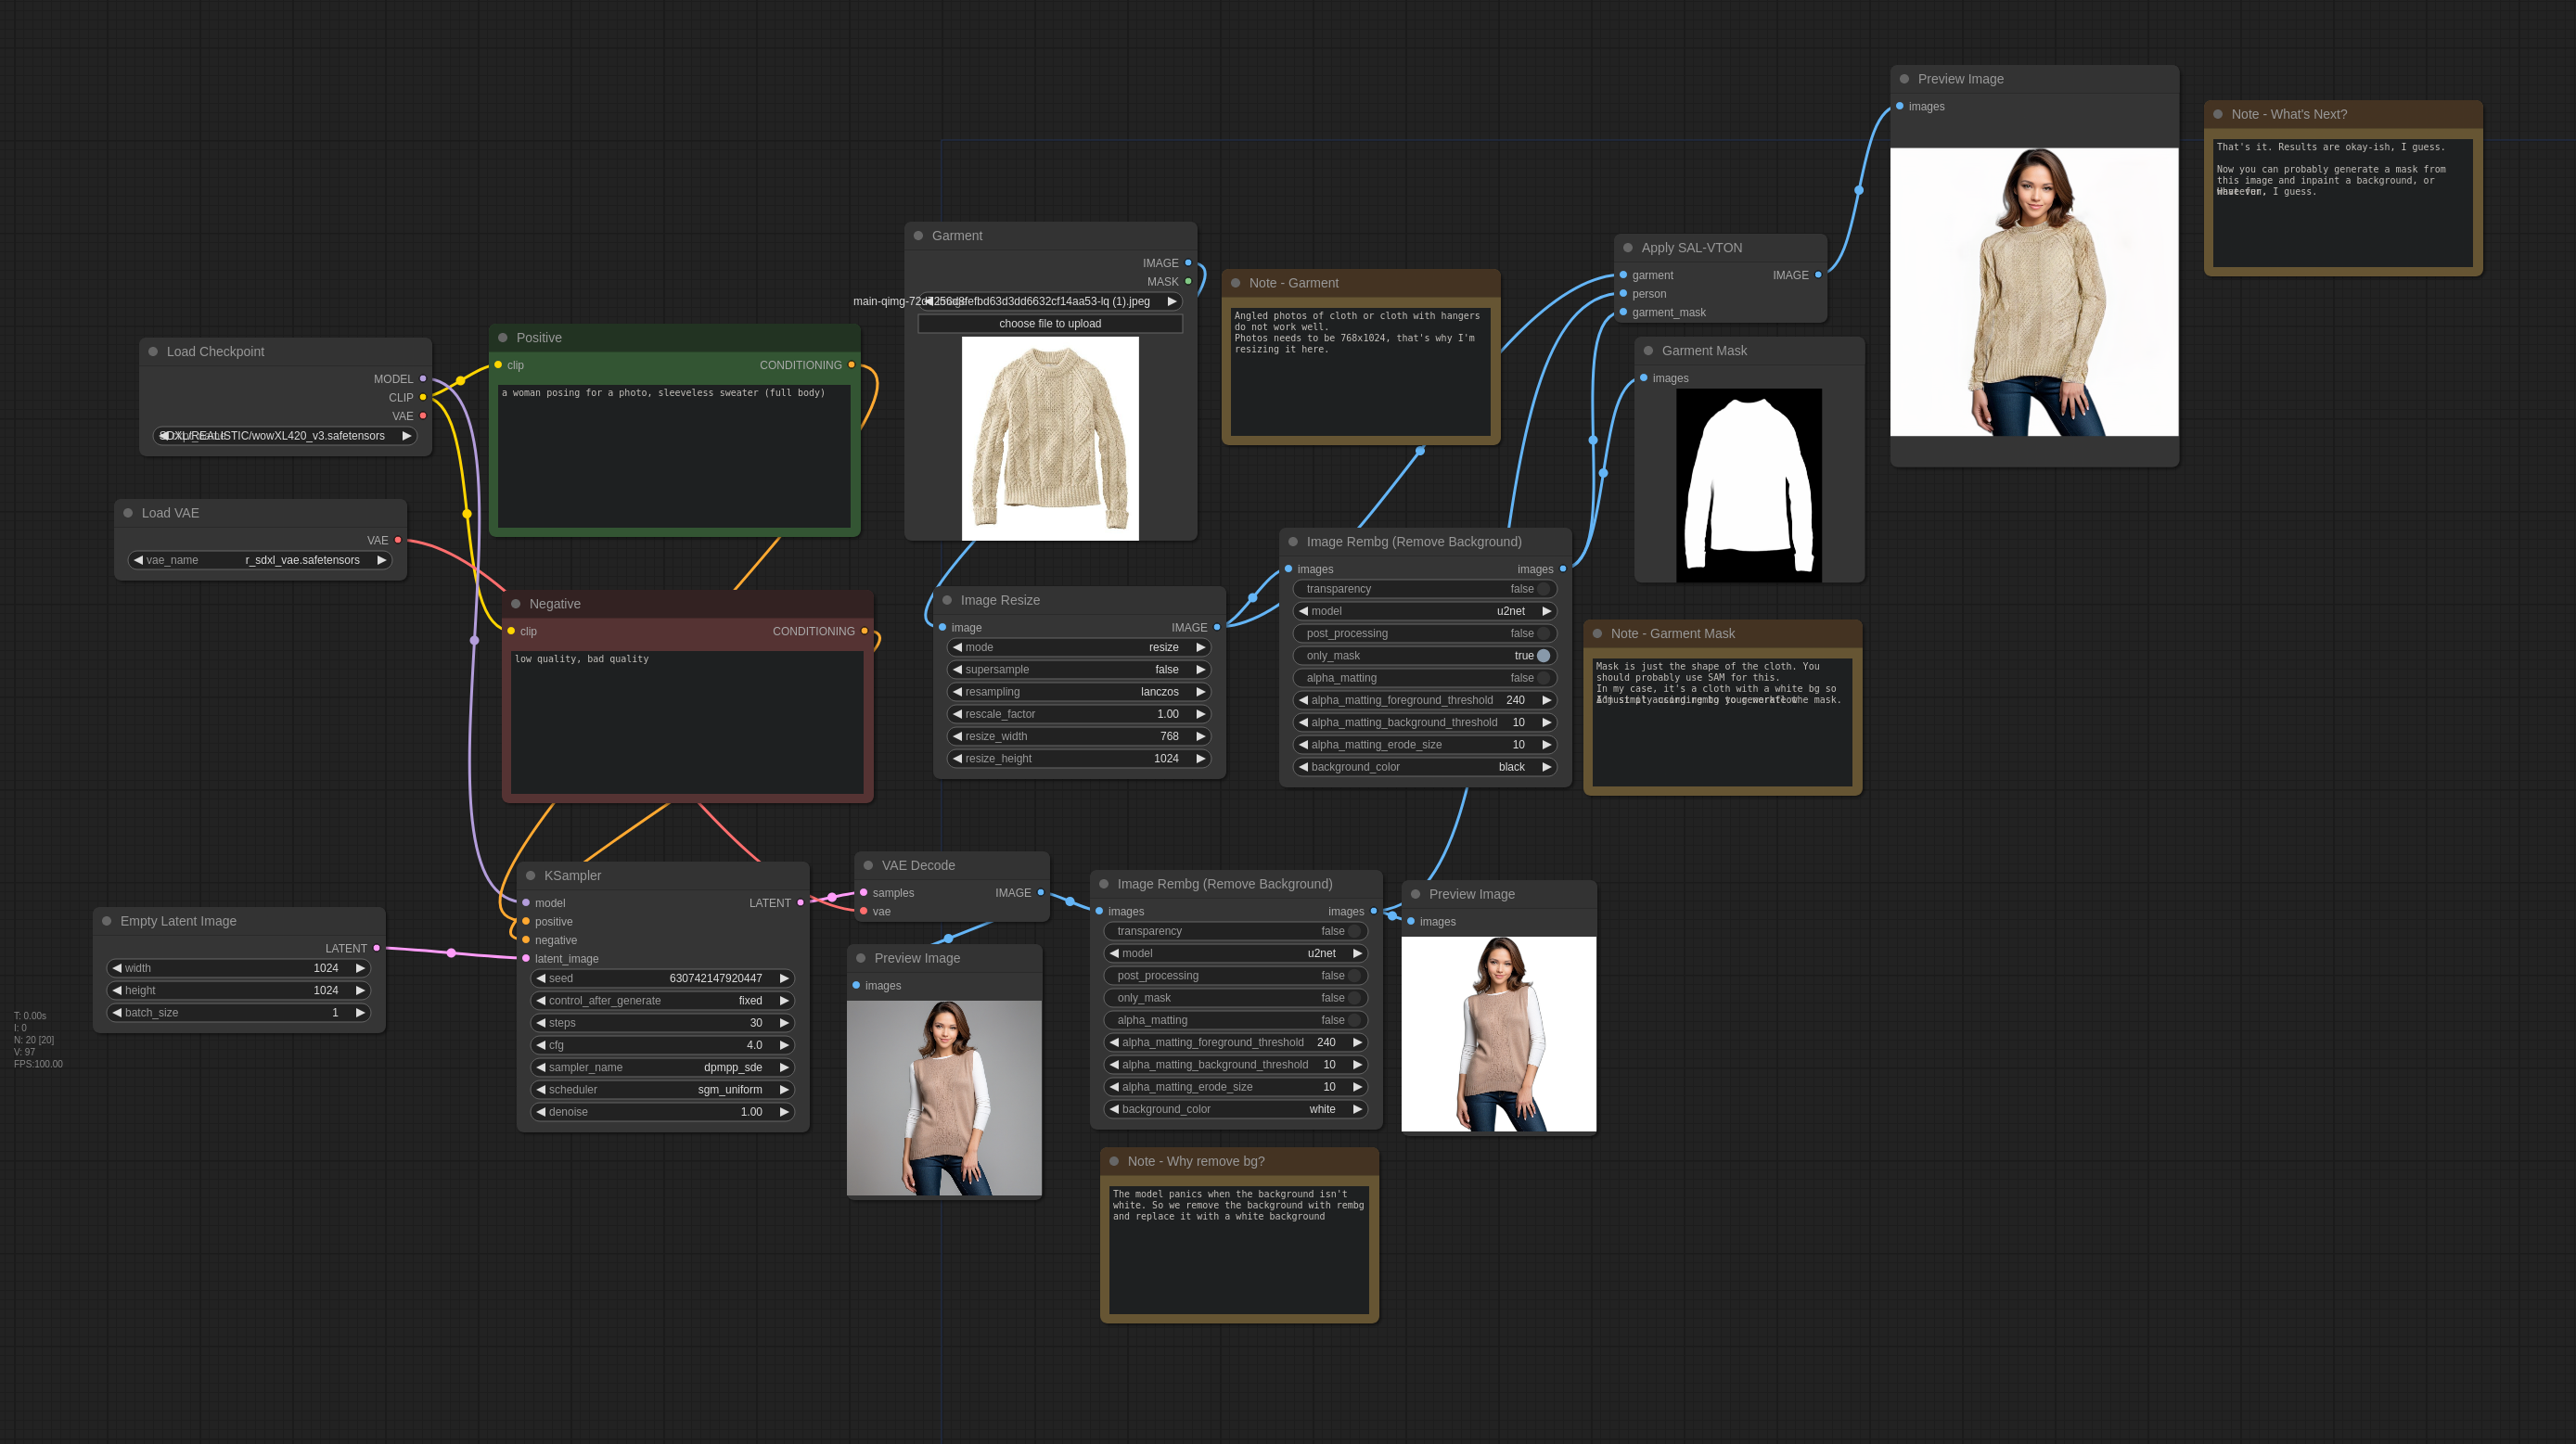 Load Checkpoint
MODEL
CLIP
VAE
SDXL/REALISTIC/wowXL420_v3.safetensors
Load VAE
VAE
vae_name r_sdxl_vae.safetensors
Positive
clip CONDITIONING
a woman posing for a photo, sleeveless sweater (full body)
Negative
clip CONDITIONING
low quality, bad quality
Empty Latent Image
LATENT
width 1024
height 1024
batch_size 1
T: 0.00s
I: 0
N: 20 [20]
V: 97
FPS:100.00
KSampler
model LATENT
positive
negative
latent_image
seed 630742147920447
control_after_generate fixed
steps 30
cfg 4.0
sampler_name dpmpp_sde
scheduler sgm_uniform
denoise 1.00
VAE Decode
samples IMAGE
vae
Preview Image
images
Garment
IMAGE
MASK
(1).jpeg
choose file to upload
Note - Garment
Angled photos of cloth or cloth with hangers
do not work well.
Photos needs to be 768x1024, that's why I'm
resizing it here.
Image Resize
image IMAGE
mode resize
supersample false
resampling lanczos
rescale_factor 1.00
resize_width 768
resize_height 1024
Image Rembg (Remove Background)
images images
transparency false
model u2net
post_processing false
only_mask true
alpha_matting false
alpha_matting_foreground_threshold 240
alpha_matting_background_threshold 10
alpha_matting_erode_size 10
background_color black
Image Rembg (Remove Background)
images images
transparency false
model u2net
post_processing false
only_mask false
alpha_matting false
alpha_matting_foreground_threshold 240
alpha_matting_background_threshold 10
alpha_matting_erode_size 10
background_color white
Note - Why remove bg?
The model panics when the background isn't
white. So we remove the background with rembg
and replace it with a white background
Preview Image
images
Apply SAL-VTON
garment IMAGE
person
garment_mask
Garment Mask
images
Note - Garment Mask
Mask is just the shape of the cloth. You
should probably use SAM for this.
In my case, it's a cloth with a white bg so
the mask.
Preview Image
images
Note - What's Next?
That's it. Results are okay-ish, I guess.
Now you can probably generate a mask from
this image and inpaint a background, or
I guess.